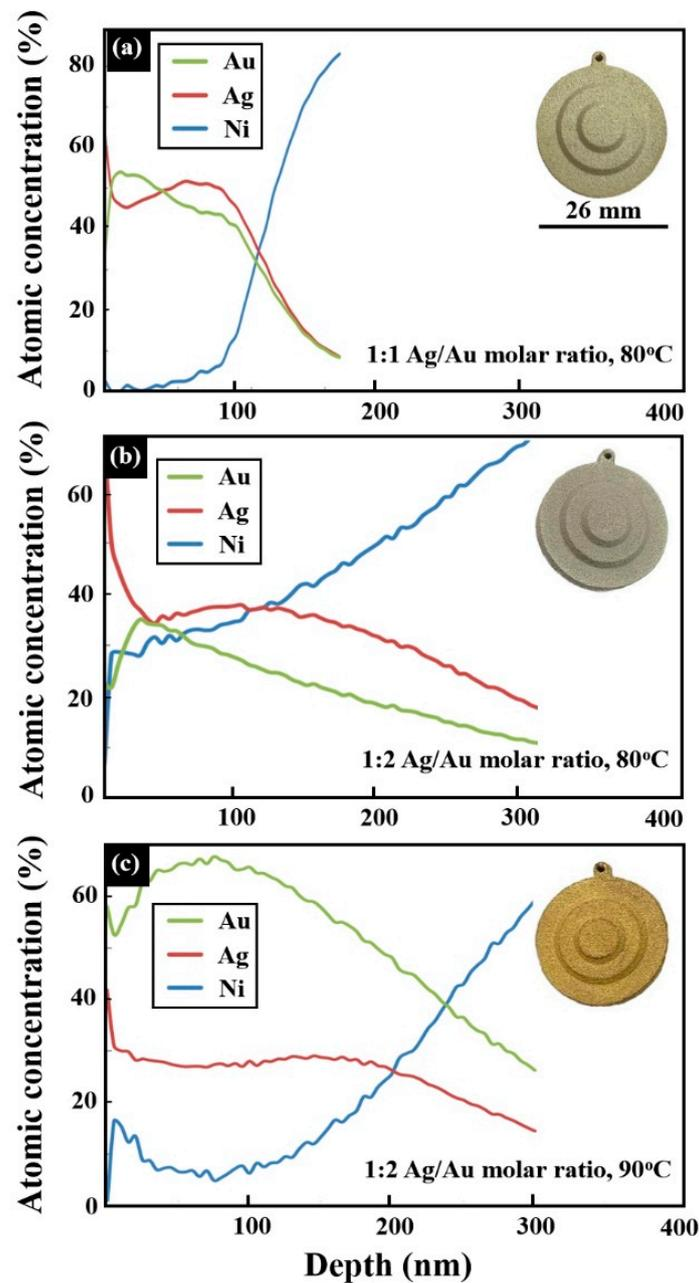 Atomic concentration (%)
(a)
Au
Ag
Ni
80
60
40
20
0
26 mm
1:1 Ag/Au molar ratio, 80°C
100
200
300
400
Atomic concentration (%)
(b)
Au
Ag
Ni
60
40
20
0
1:2 Ag/Au molar ratio, 80°C
100
200
300
400
Atomic concentration (%)
(c)
Au
Ag
Ni
60
40
20
0
1:2 Ag/Au molar ratio, 90°C
100
200
300
400
Depth (nm)